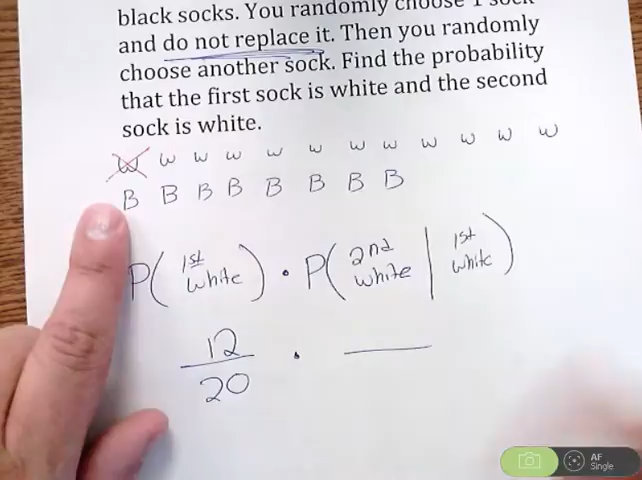 black socks. You randomly choose 1 sock
and do not replace it. Then you randomly
choose another sock. Find the probability
that the first sock is white and the second
sock is white.
W W W W W W W W W W W W
B B B B B B B B
P( 1st white ) · P( 2nd white | 1st white )
12/20 ·
AF
Single